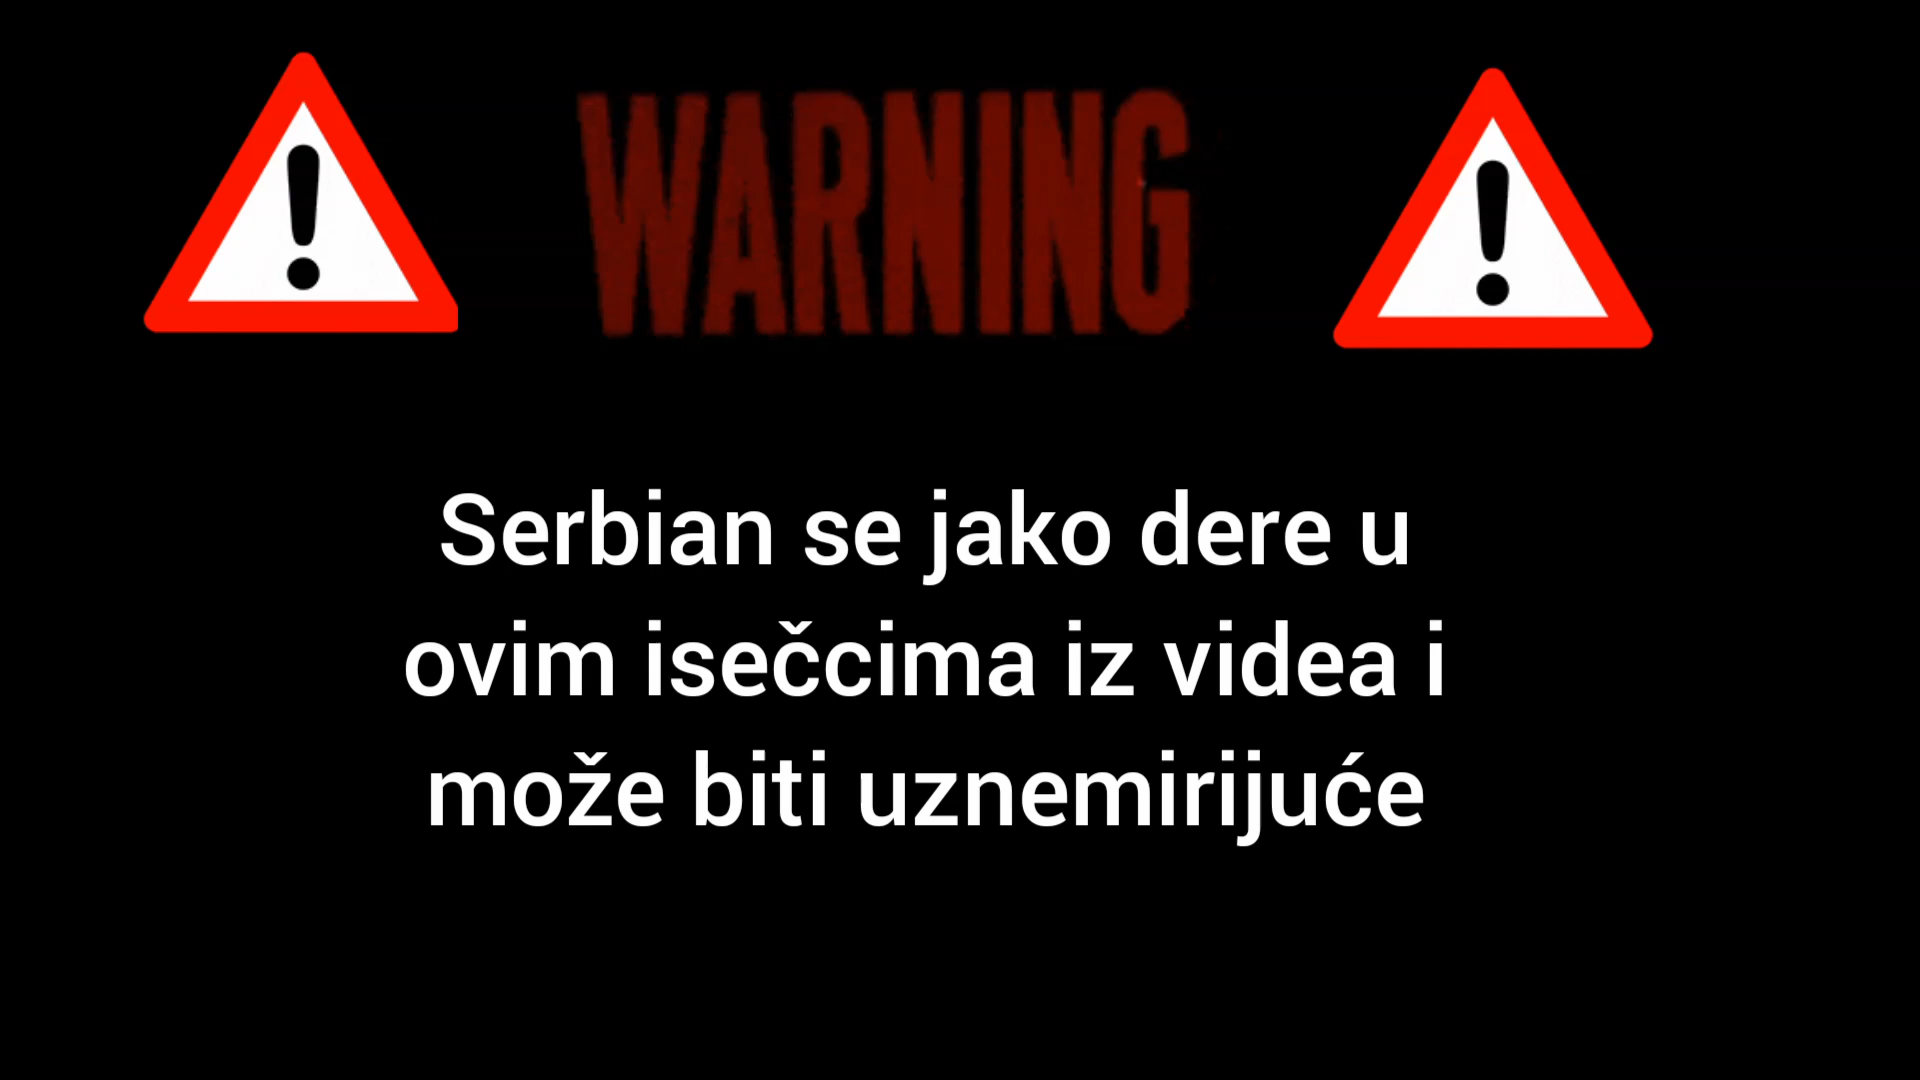 WARNING
Serbian se jako dere u
ovim isečcima iz videa i
može biti uznemirijuće